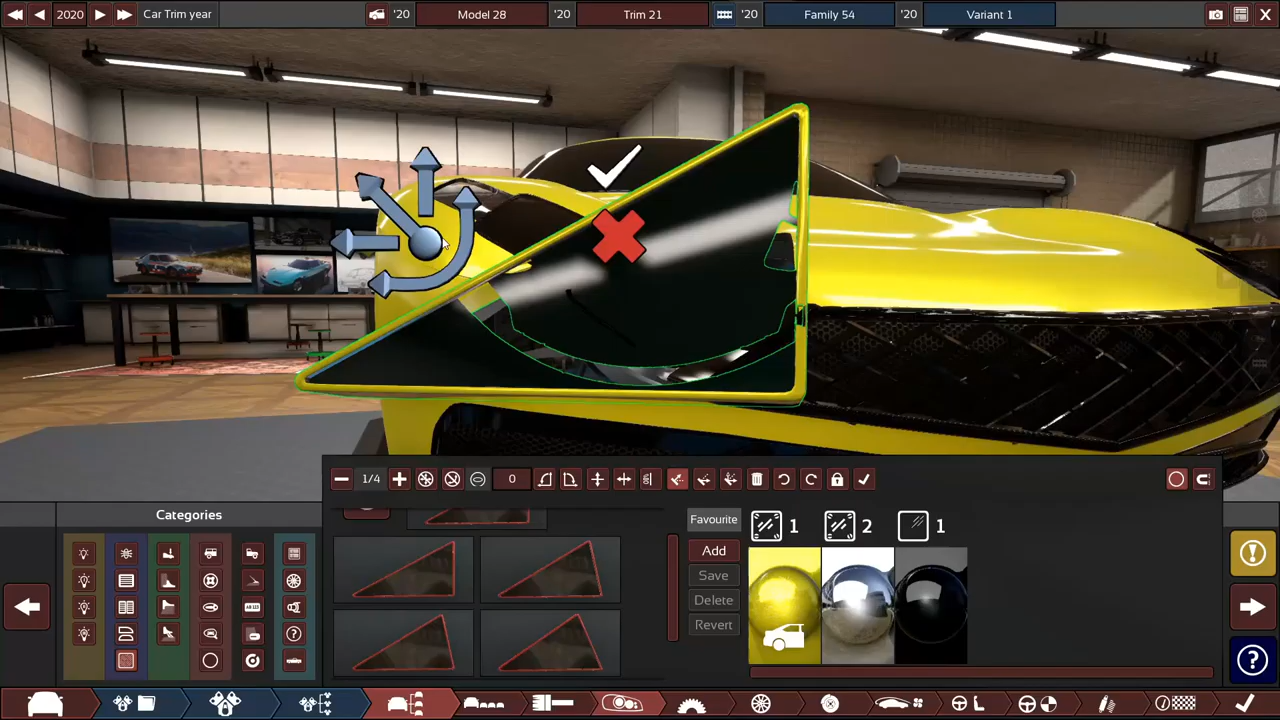 2020 Car Trim year '20 Model 28 '20 Trim 21 '20 Family 54 '20 Variant 1
1/4 0
Categories
Favourite
Add
Save
Delete
Revert
1 2 1